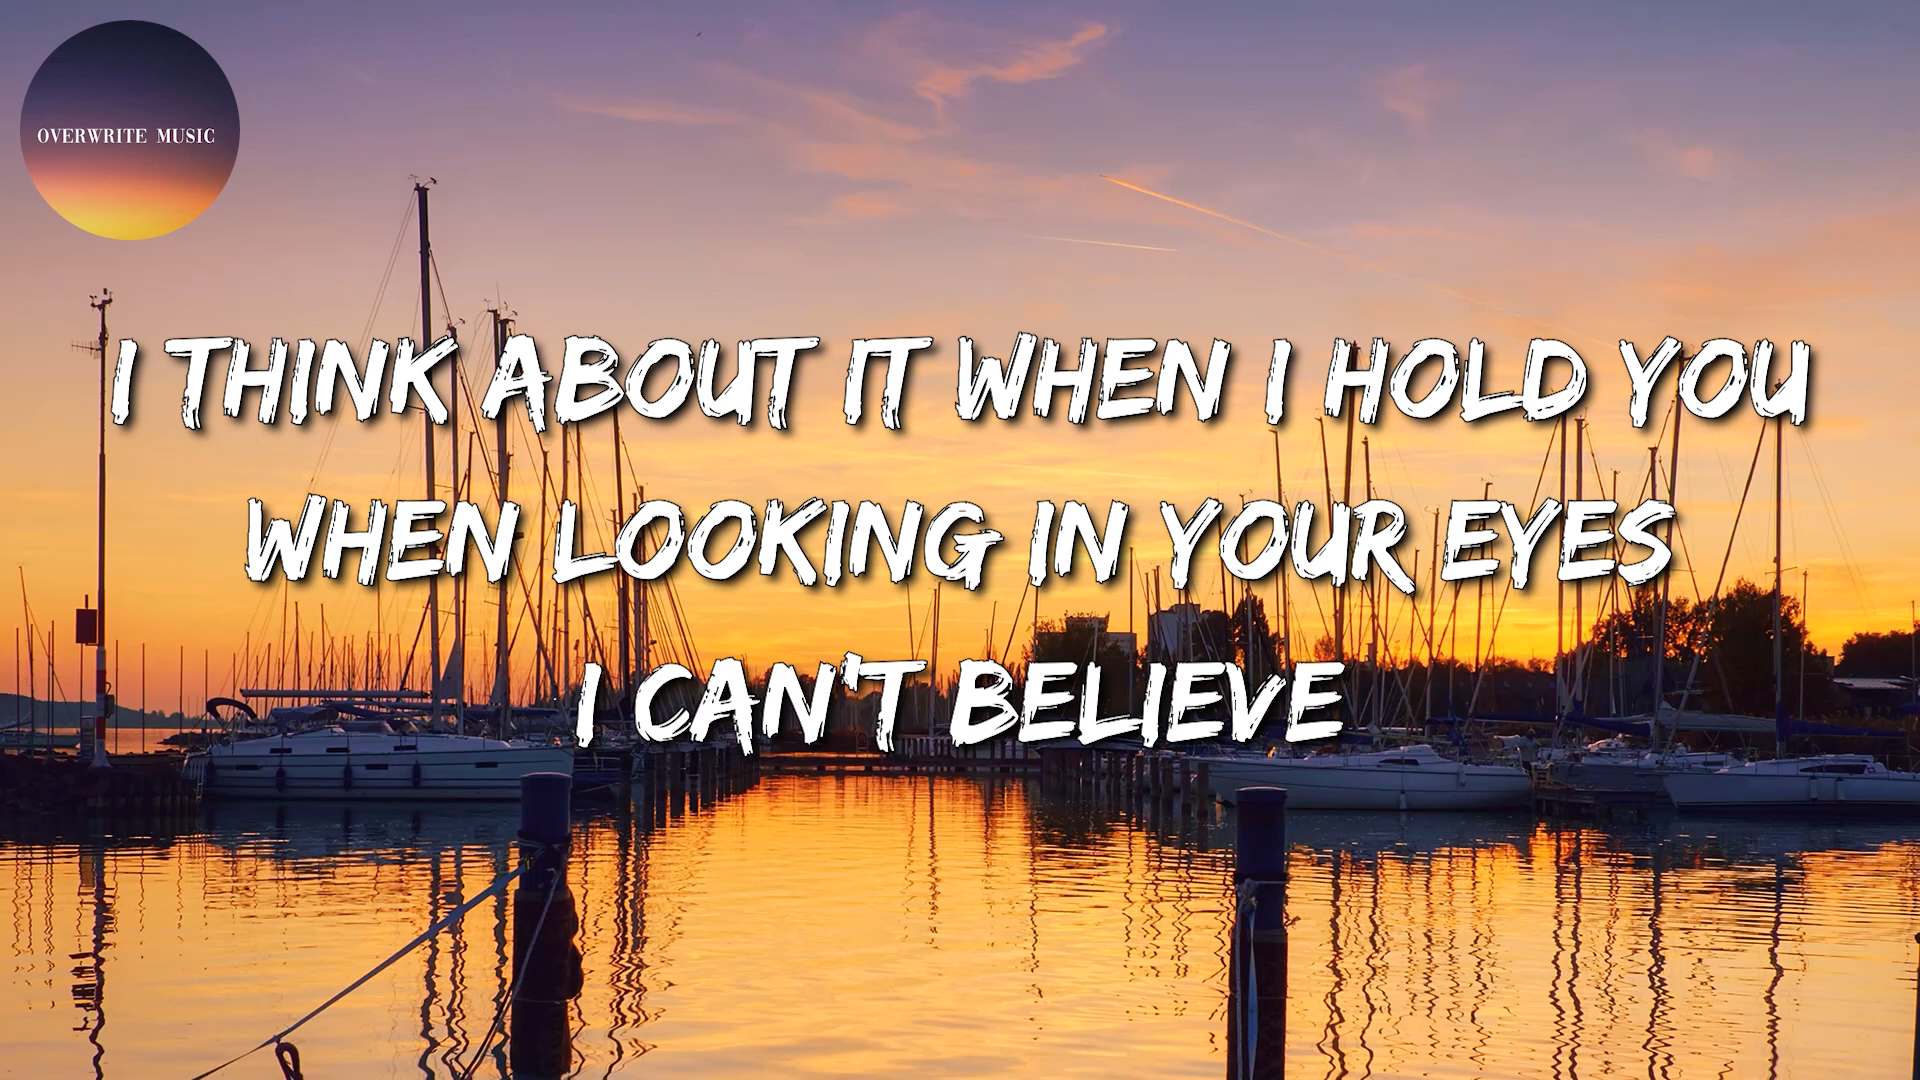 OVERWRITE MUSIC
I THINK ABOUT IT WHEN I HOLD YOU
WHEN LOOKING IN YOUR EYES
I CAN'T BELIEVE